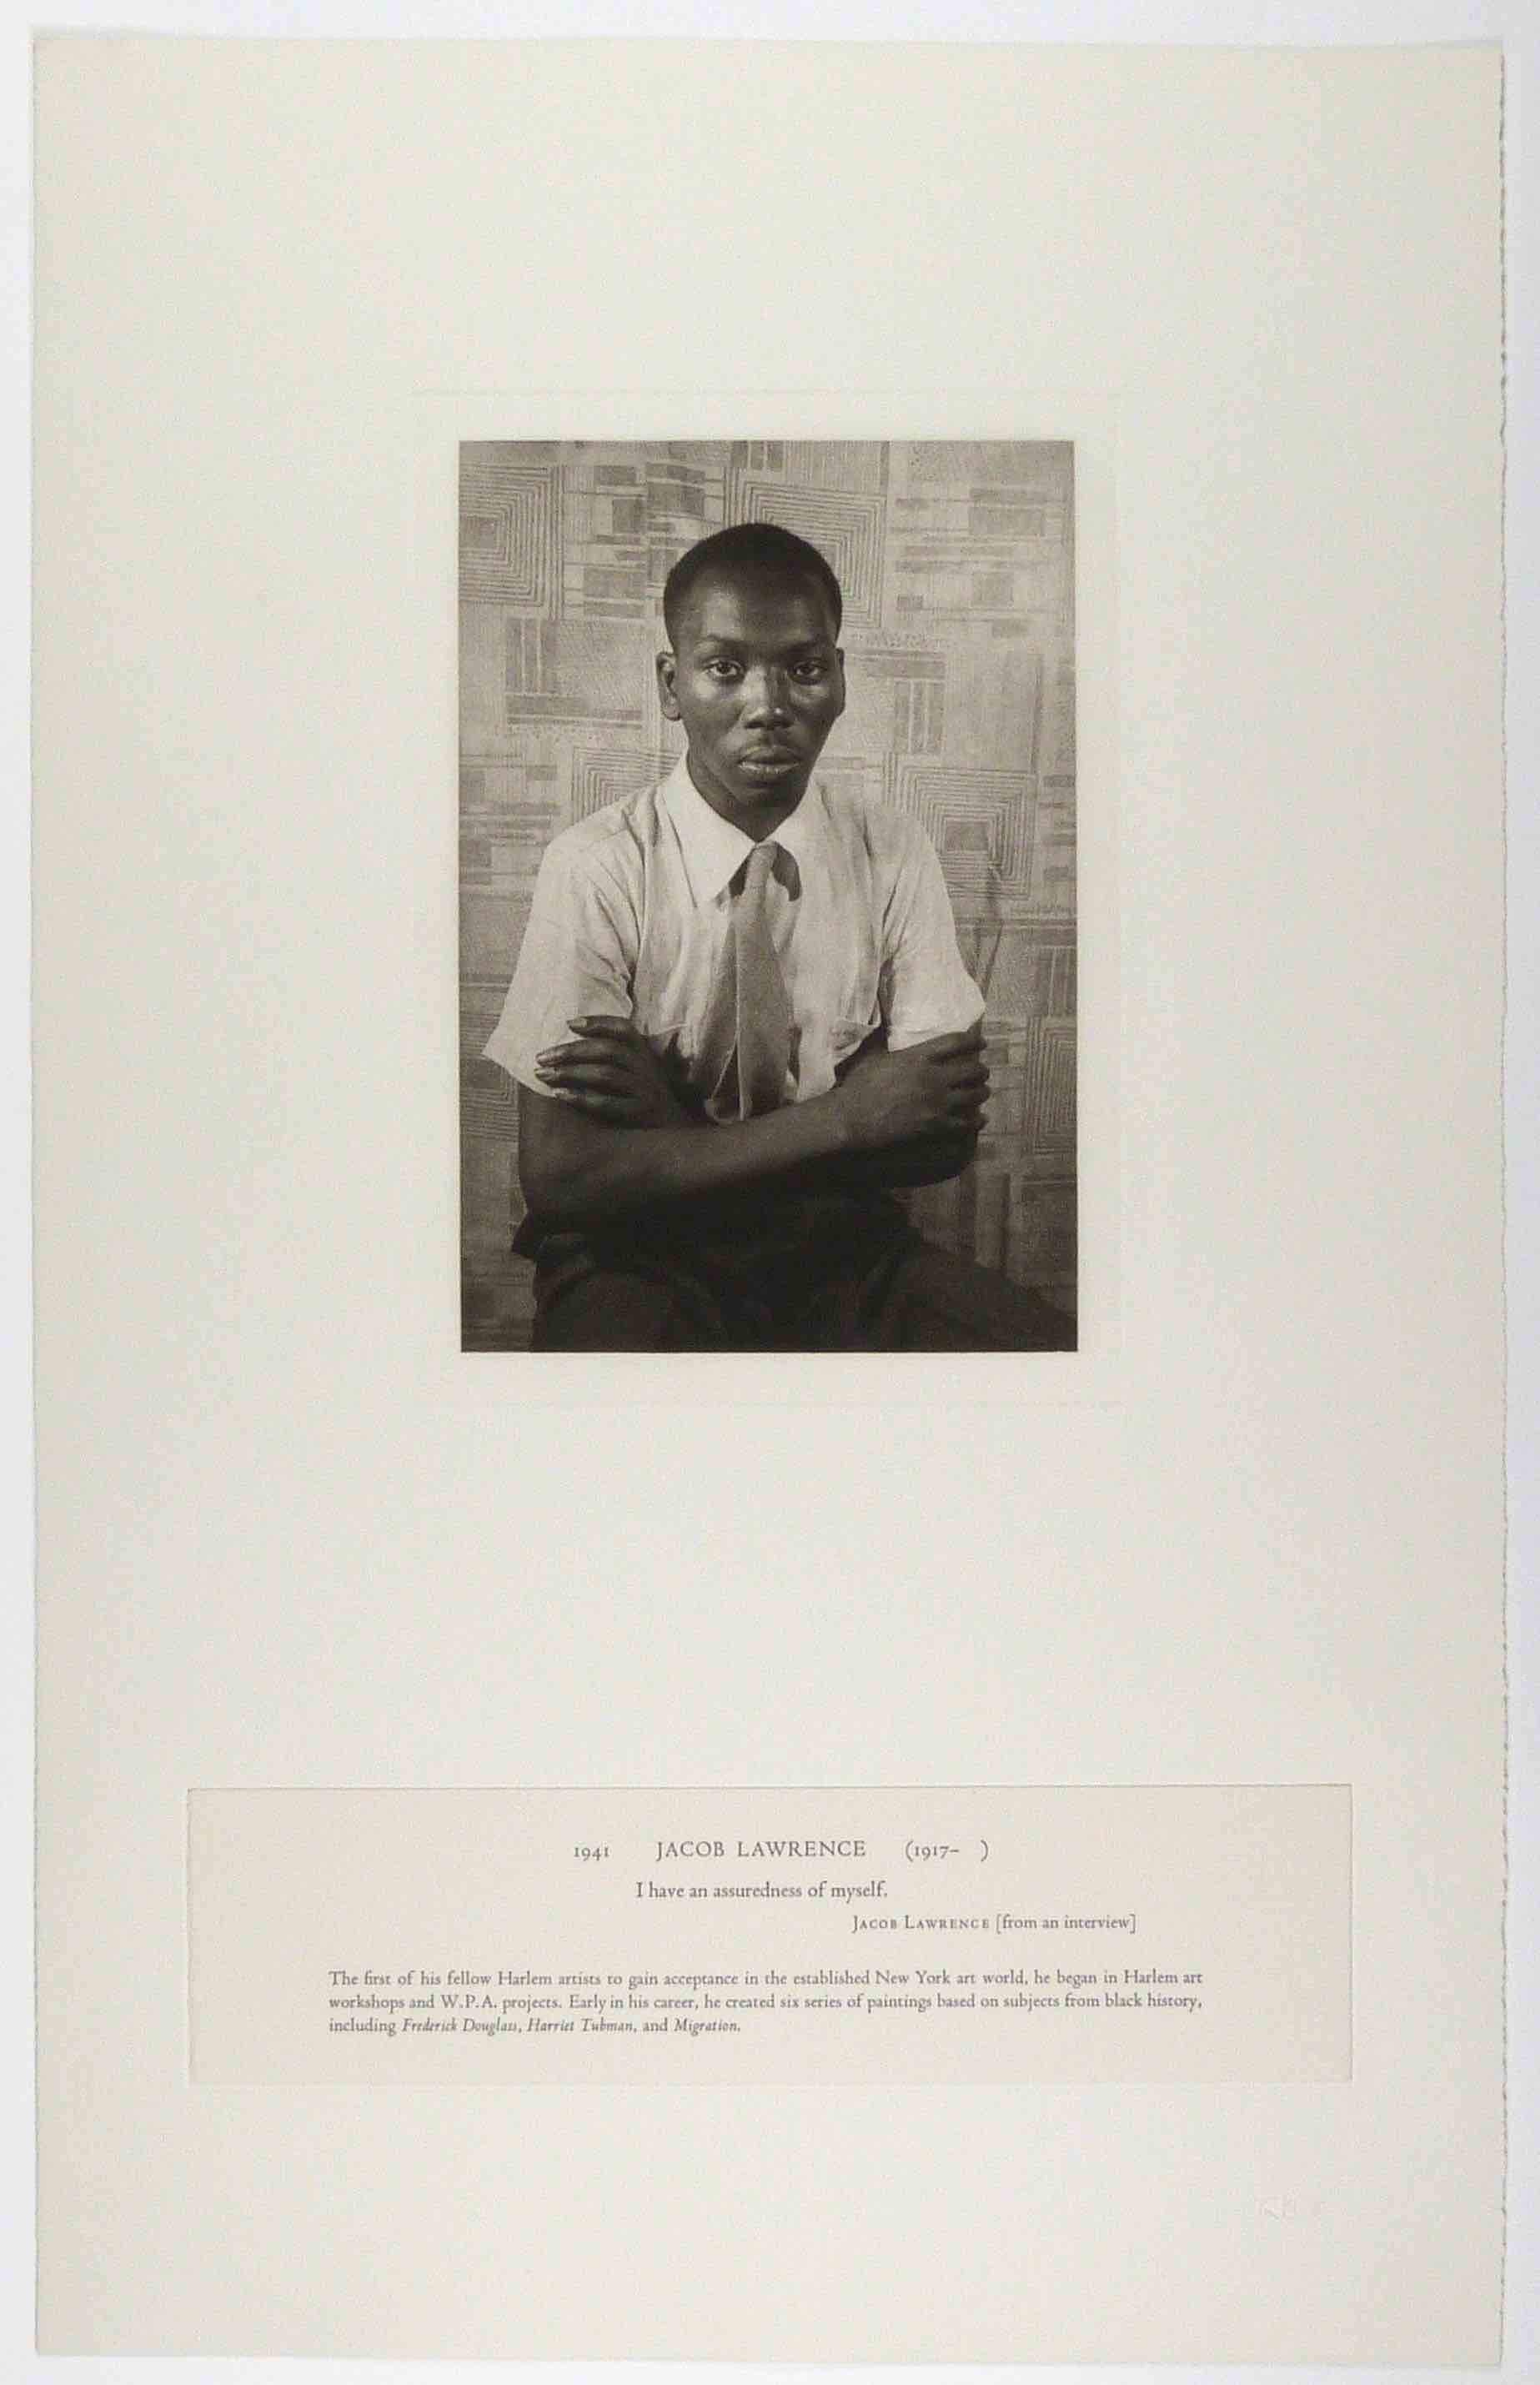 1941 JACOB LAWRENCE (1917– )
I have an assuredness of myself.
JACOB LAWRENCE [from an interview]
The first of his fellow Harlem artists to gain acceptance in the established New York art world, he began in Harlem art
workshops and W.P.A. projects. Early in his career, he created six series of paintings based on subjects from black history,
including Frederick Douglass, Harriet Tubman, and Migration.